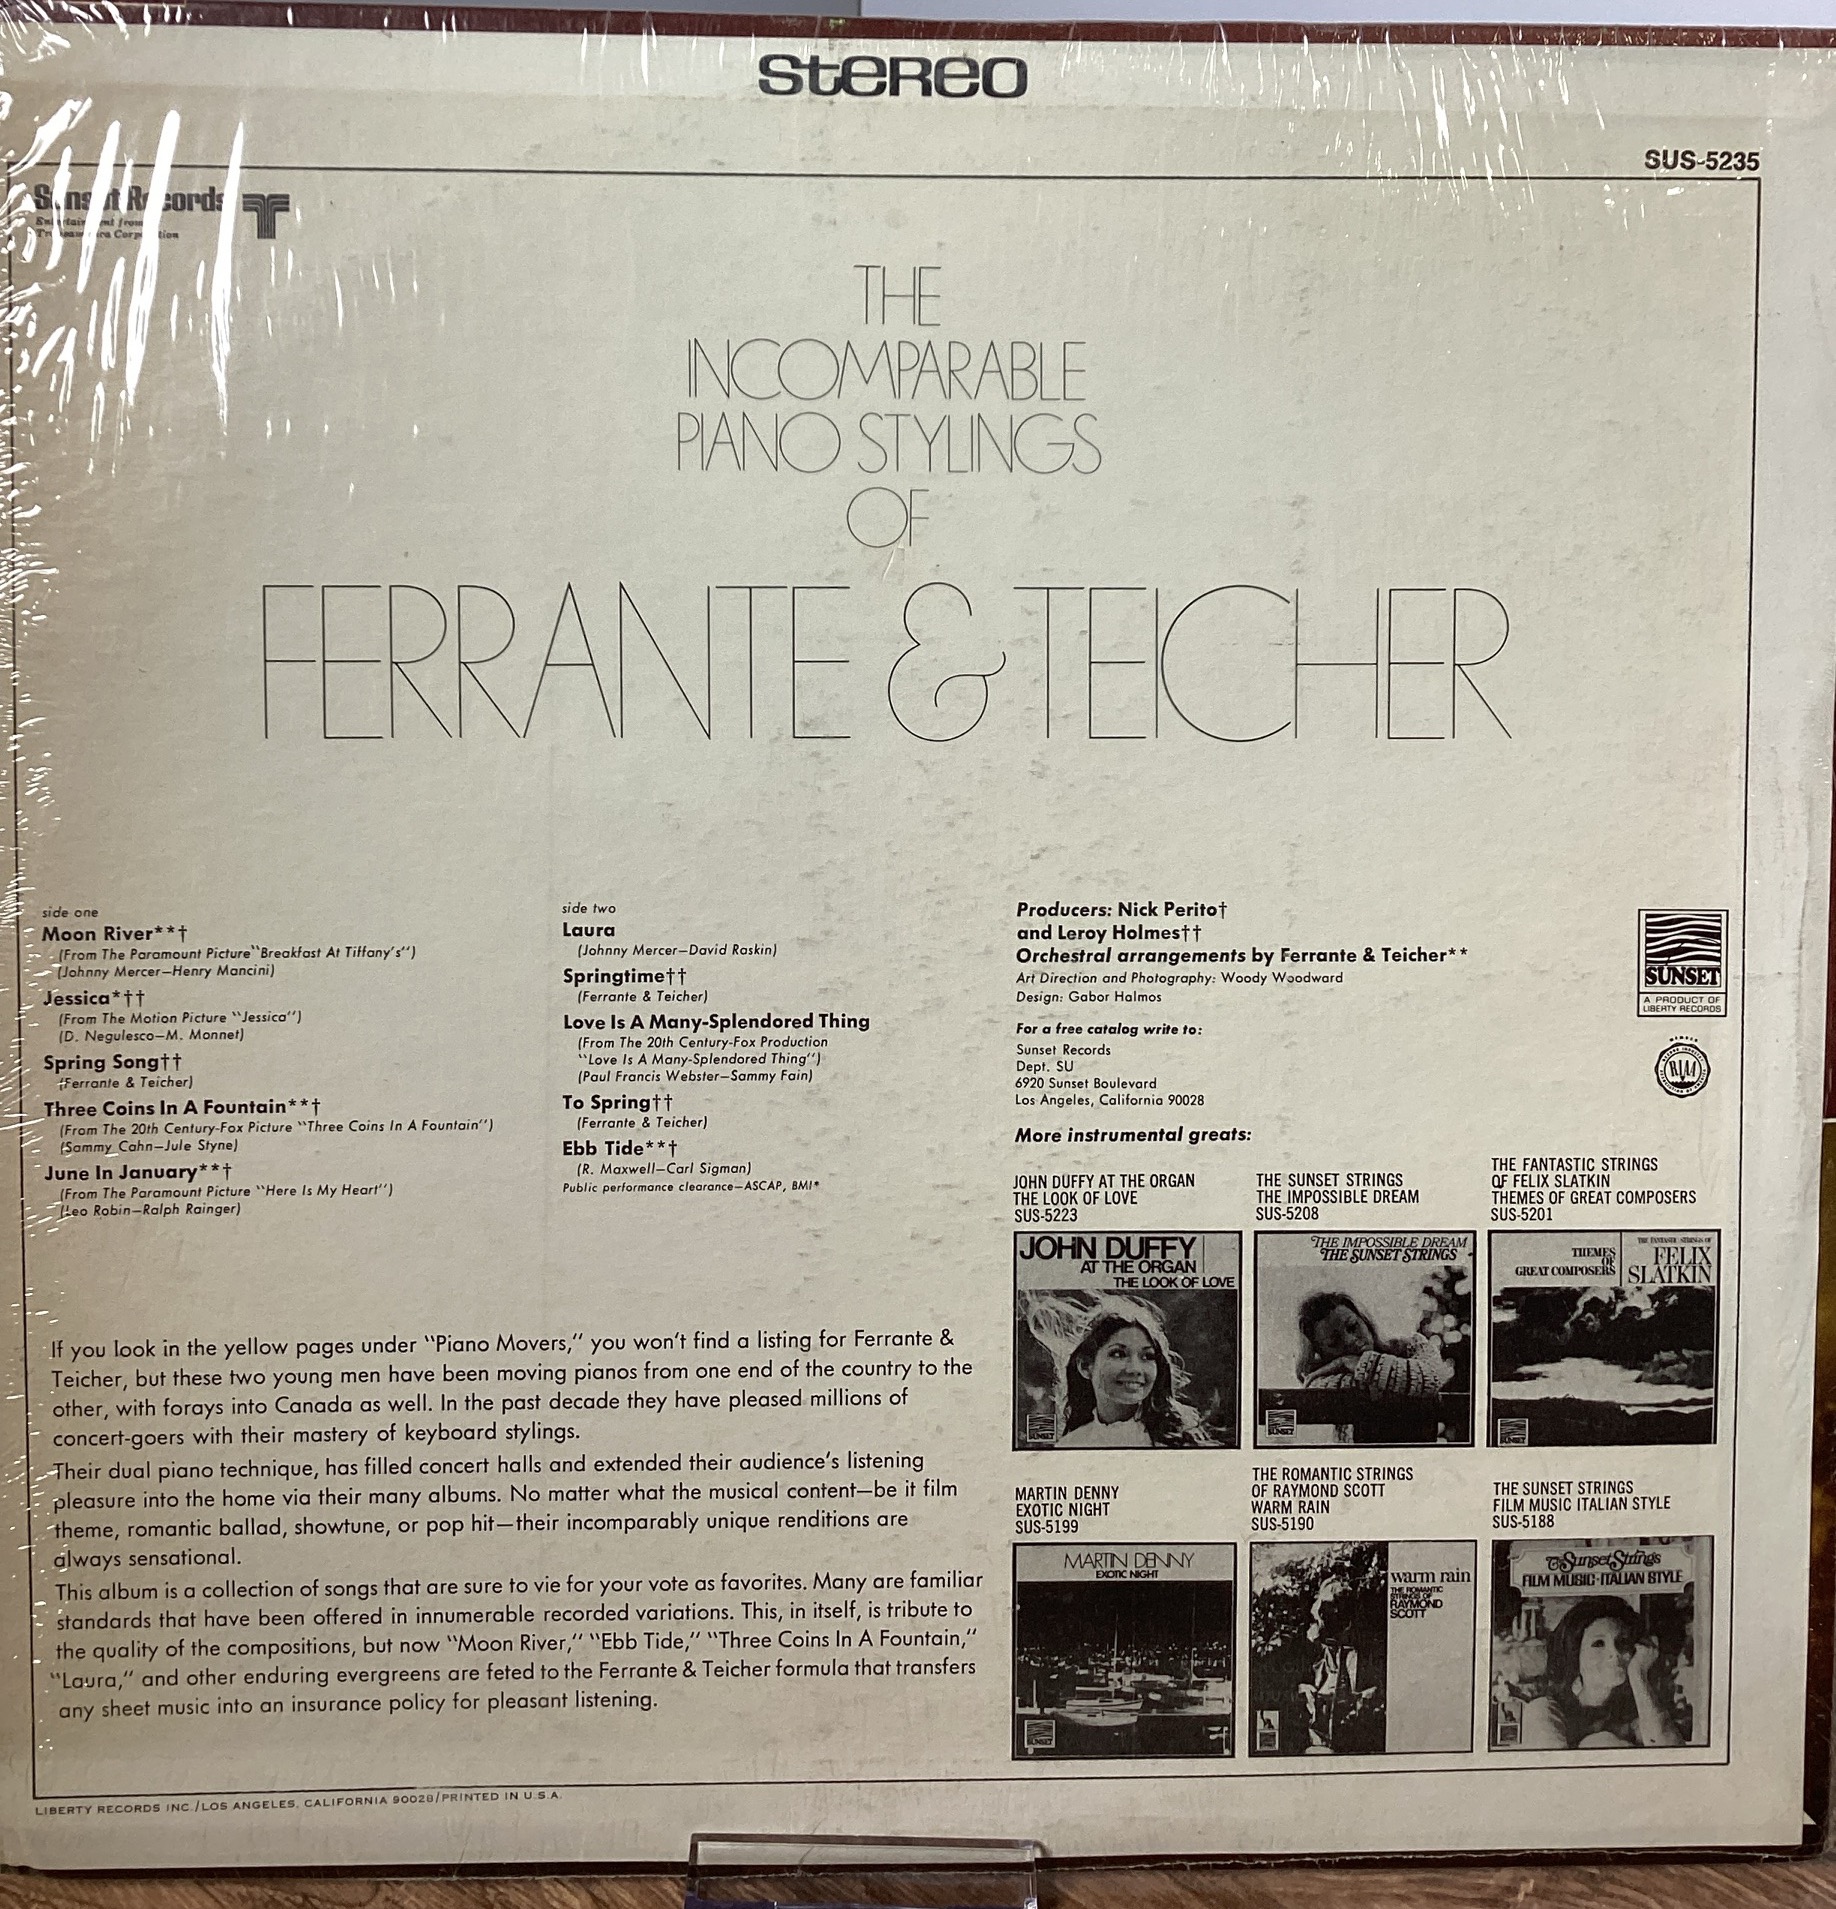 STEREO
SUS-5235
Sunset Records
Entertainment from
Transamerica Corporation
THE
INCOMPARABLE
PIANO STYLINGS
OF
FERRANTE & TEICHER
side one
Moon River**†
(From The Paramount Picture "Breakfast At Tiffany's")
(Johnny Mercer—Henry Mancini)
Jessica*††
(From The Motion Picture "Jessica")
(D. Negulesco—M. Monnet)
Spring Song††
(Ferrante & Teicher)
Three Coins In A Fountain**†
(From The 20th Century-Fox Picture "Three Coins In A Fountain")
(Sammy Cahn—Jule Styne)
June In January**†
(From The Paramount Picture "Here Is My Heart")
(Leo Robin—Ralph Rainger)
side two
Laura
(Johnny Mercer—David Raskin)
Springtime††
(Ferrante & Teicher)
Love Is A Many-Splendored Thing
(From The 20th Century-Fox Production
"Love Is A Many-Splendored Thing")
(Paul Francis Webster—Sammy Fain)
To Spring††
(Ferrante & Teicher)
Ebb Tide**†
(R. Maxwell—Carl Sigman)
Public performance clearance—ASCAP, BMI*
Producers: Nick Perito†
and Leroy Holmes††
Orchestral arrangements by Ferrante & Teicher**
Art Direction and Photography: Woody Woodward
Design: Gabor Halmos
For a free catalog write to:
Sunset Records
Dept. SU
6920 Sunset Boulevard
Los Angeles, California 90028
SUNSET
A PRODUCT OF
LIBERTY RECORDS
MEMBER
RIAA
More instrumental greats:
JOHN DUFFY AT THE ORGAN
THE LOOK OF LOVE
SUS-5223
THE SUNSET STRINGS
THE IMPOSSIBLE DREAM
SUS-5208
THE FANTASTIC STRINGS
OF FELIX SLATKIN
THEMES OF GREAT COMPOSERS
SUS-5201
JOHN DUFFY
AT THE ORGAN
THE LOOK OF LOVE
SUNSET
THE IMPOSSIBLE DREAM
THE SUNSET STRINGS
SUNSET
THEMES
OF
GREAT COMPOSERS
THE FANTASTIC STRINGS OF
FELIX
SLATKIN
SUNSET
MARTIN DENNY
EXOTIC NIGHT
SUS-5199
THE ROMANTIC STRINGS
OF RAYMOND SCOTT
WARM RAIN
SUS-5190
THE SUNSET STRINGS
FILM MUSIC ITALIAN STYLE
SUS-5188
MARTIN DENNY
EXOTIC NIGHT
SUNSET
warm rain
THE ROMANTIC
STRINGS OF
RAYMOND
SCOTT
The Sunset Strings
FILM MUSIC-ITALIAN STYLE
If you look in the yellow pages under "Piano Movers," you won't find a listing for Ferrante &
Teicher, but these two young men have been moving pianos from one end of the country to the
other, with forays into Canada as well. In the past decade they have pleased millions of
concert-goers with their mastery of keyboard stylings.
Their dual piano technique, has filled concert halls and extended their audience's listening
pleasure into the home via their many albums. No matter what the musical content—be it film
theme, romantic ballad, showtune, or pop hit—their incomparably unique renditions are
always sensational.
This album is a collection of songs that are sure to vie for your vote as favorites. Many are familiar
standards that have been offered in innumerable recorded variations. This, in itself, is tribute to
the quality of the compositions, but now "Moon River," "Ebb Tide," "Three Coins In A Fountain,"
"Laura," and other enduring evergreens are feted to the Ferrante & Teicher formula that transfers
any sheet music into an insurance policy for pleasant listening.
LIBERTY RECORDS INC./LOS ANGELES, CALIFORNIA 90028/PRINTED IN U.S.A.